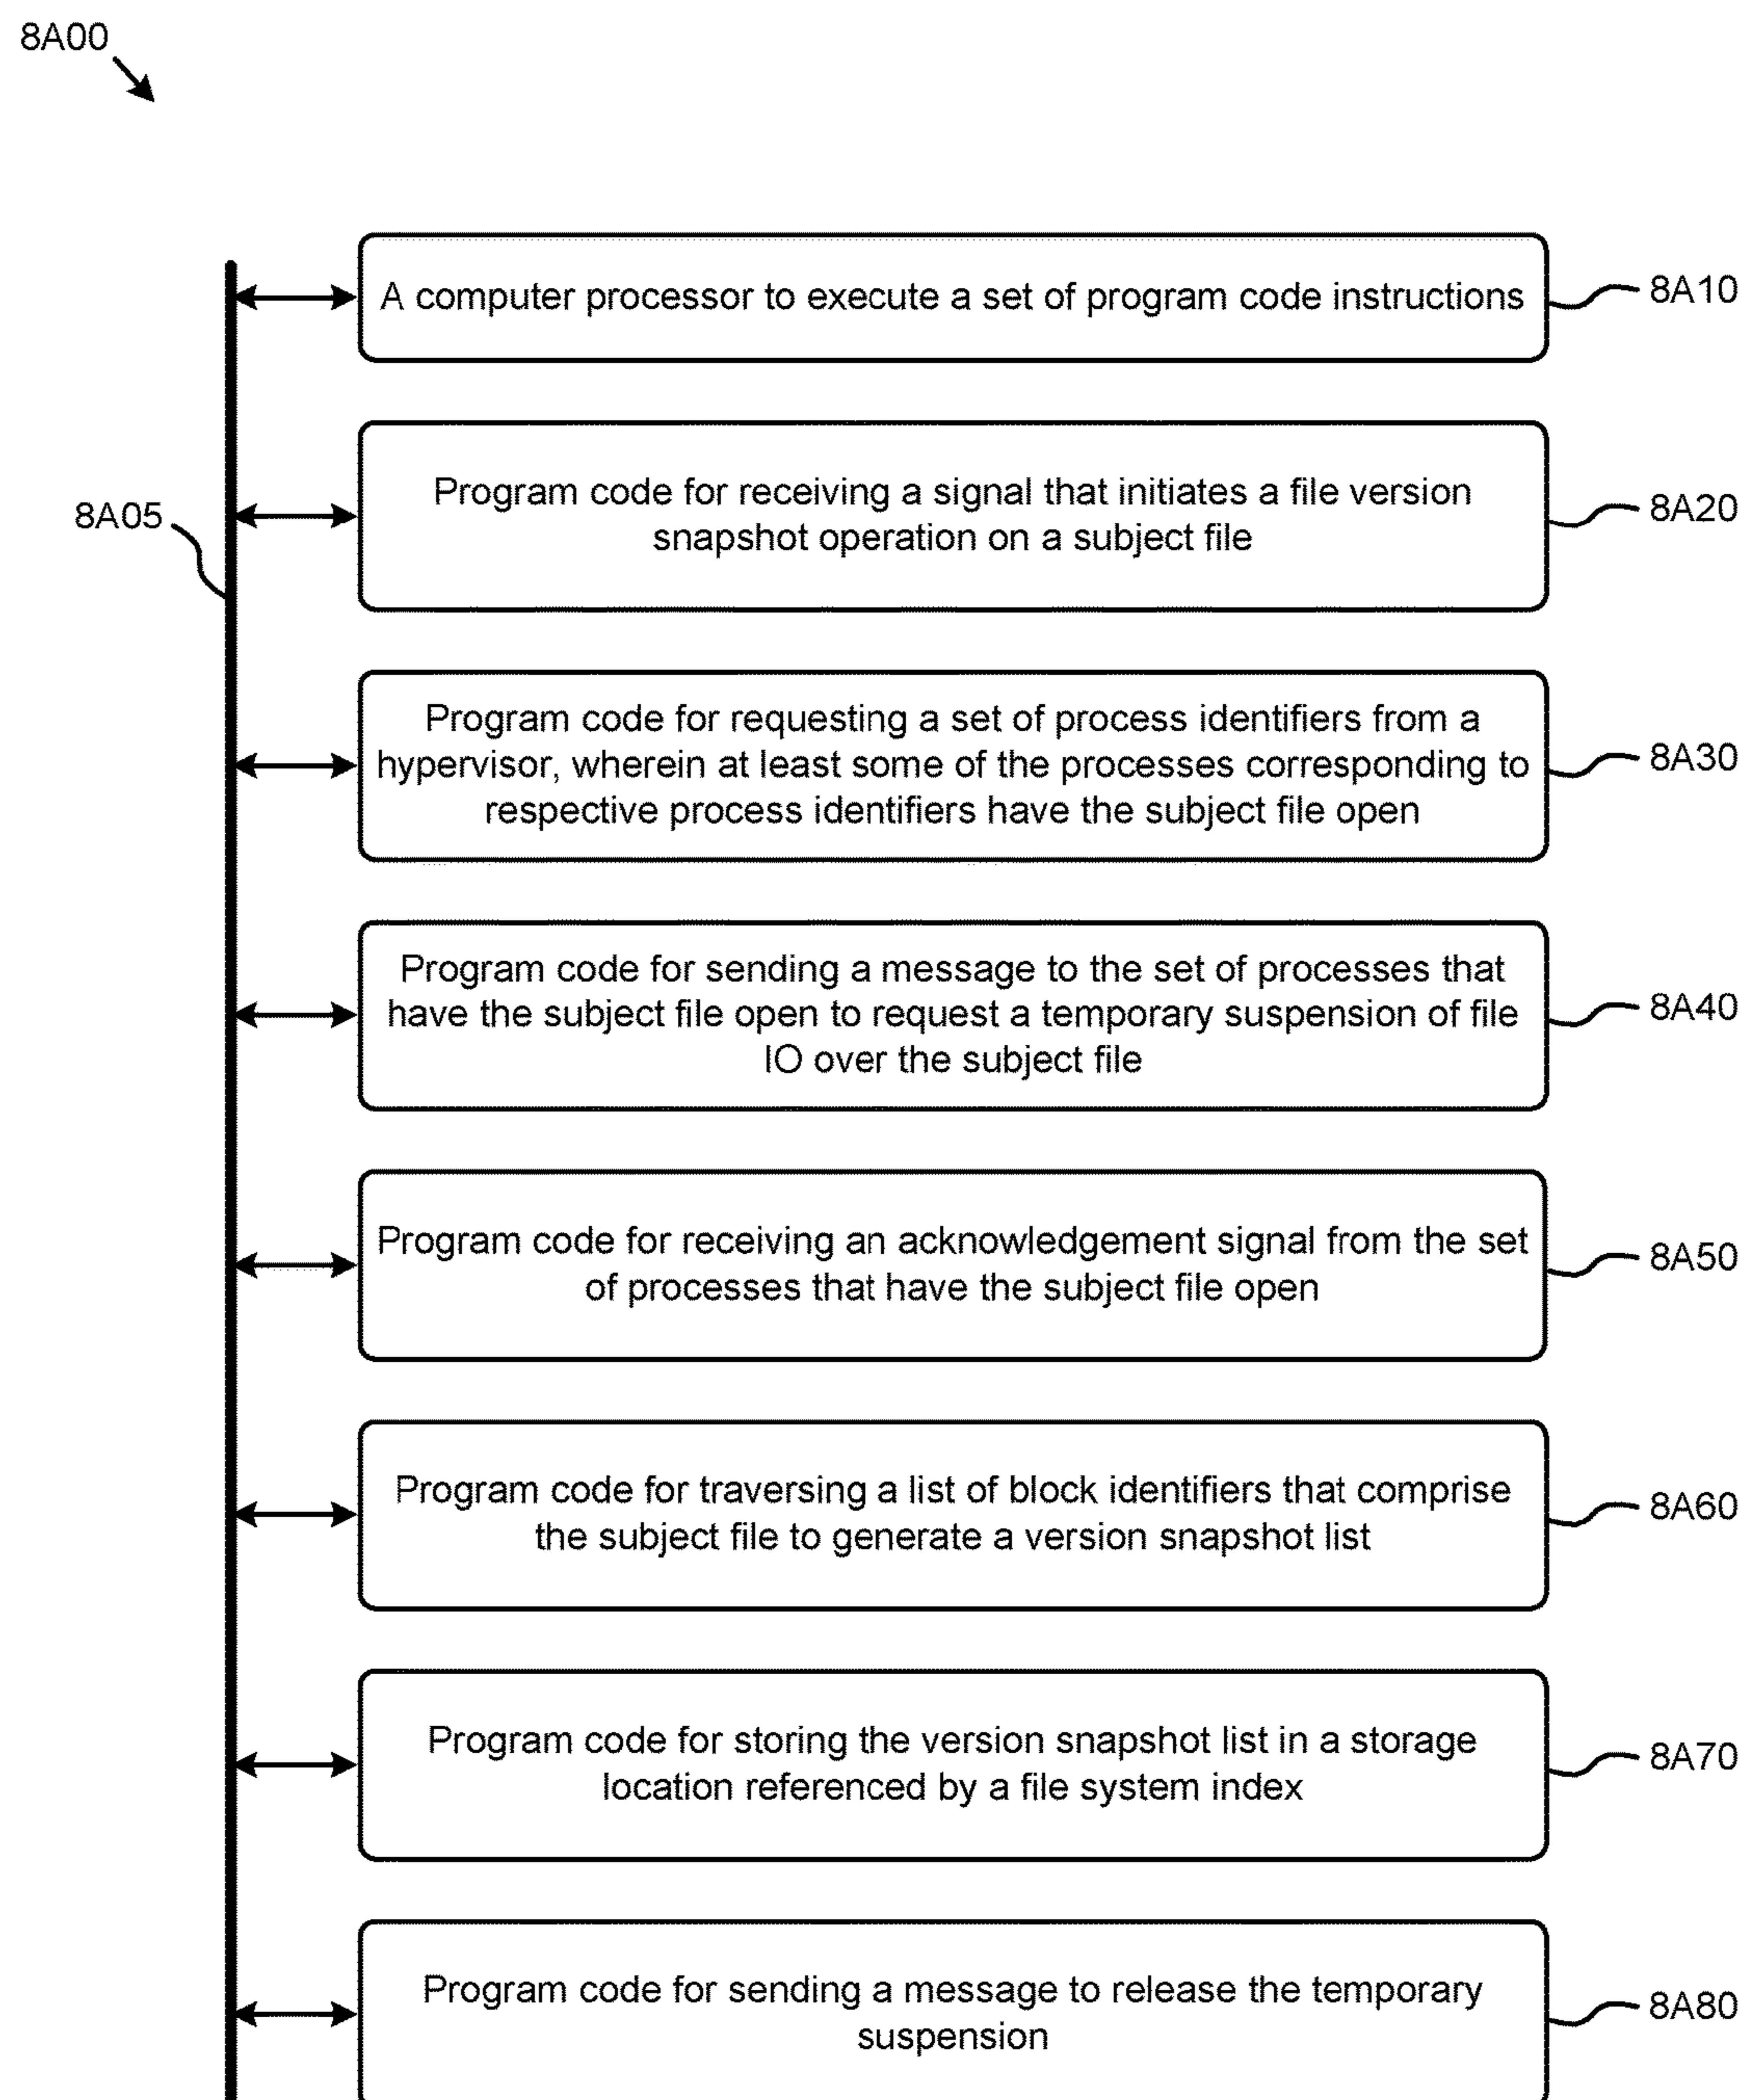 8A00
A computer processor to execute a set of program code instructions
8A10
Program code for receiving a signal that initiates a file version
snapshot operation on a subject file
8A20
8A05
Program code for requesting a set of process identifiers from a
hypervisor, wherein at least some of the processes corresponding to
respective process identifiers have the subject file open
8A30
Program code for sending a message to the set of processes that
have the subject file open to request a temporary suspension of file
IO over the subject file
8A40
Program code for receiving an acknowledgement signal from the set
of processes that have the subject file open
8A50
Program code for traversing a list of block identifiers that comprise
the subject file to generate a version snapshot list
8A60
Program code for storing the version snapshot list in a storage
location referenced by a file system index
8A70
Program code for sending a message to release the temporary
suspension
8A80